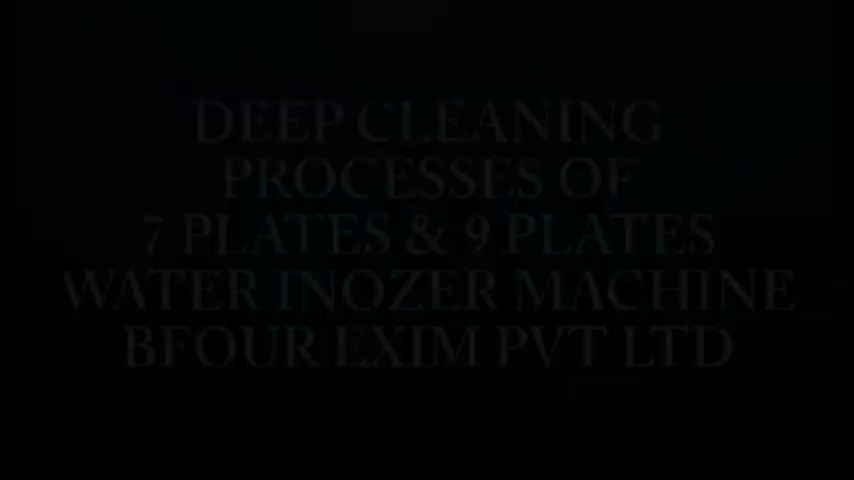 DEEP CLEANING
PROCESSES OF
7 PLATES & 9 PLATES
WATER INOZER MACHINE
BFOUR EXIM PVT LTD